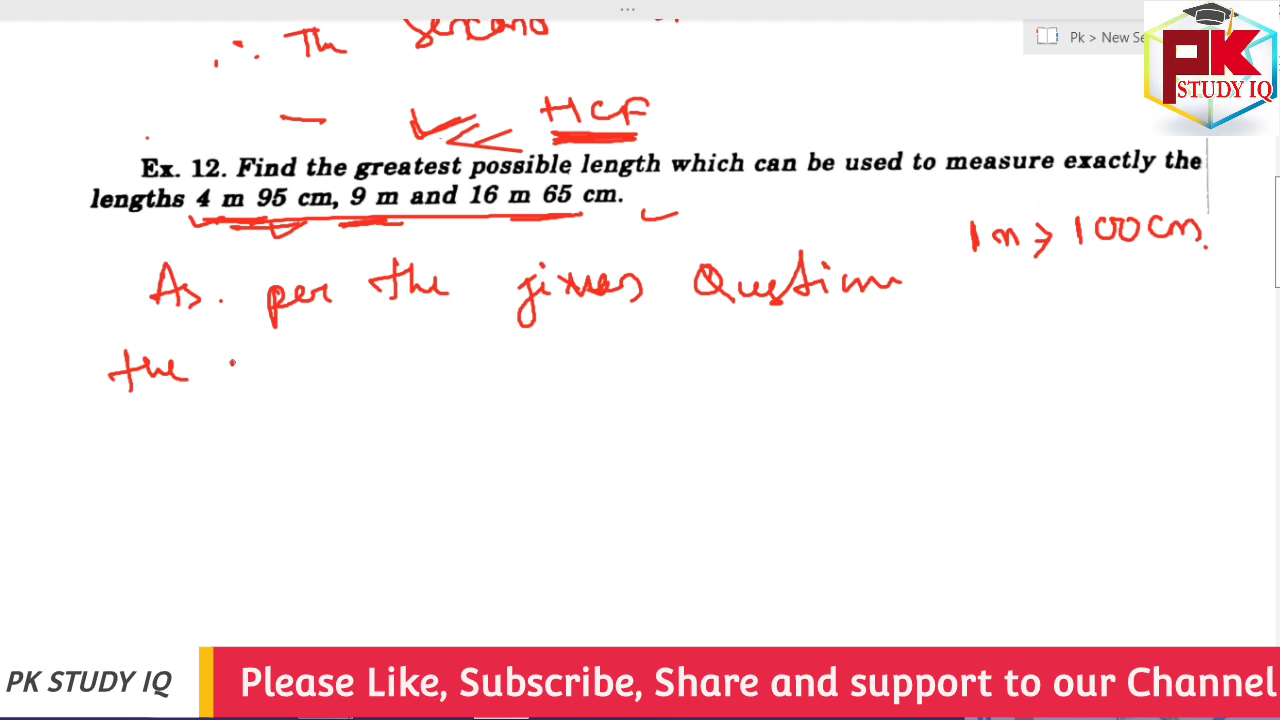 ∴ The second
Pk > New Se
PK
STUDY IQ
HCF
Ex. 12. Find the greatest possible length which can be used to measure exactly the
lengths 4 m 95 cm, 9 m and 16 m 65 cm.
1 m > 100 cm.
As per the given Question
the
PK STUDY IQ
Please Like, Subscribe, Share and support to our Channel